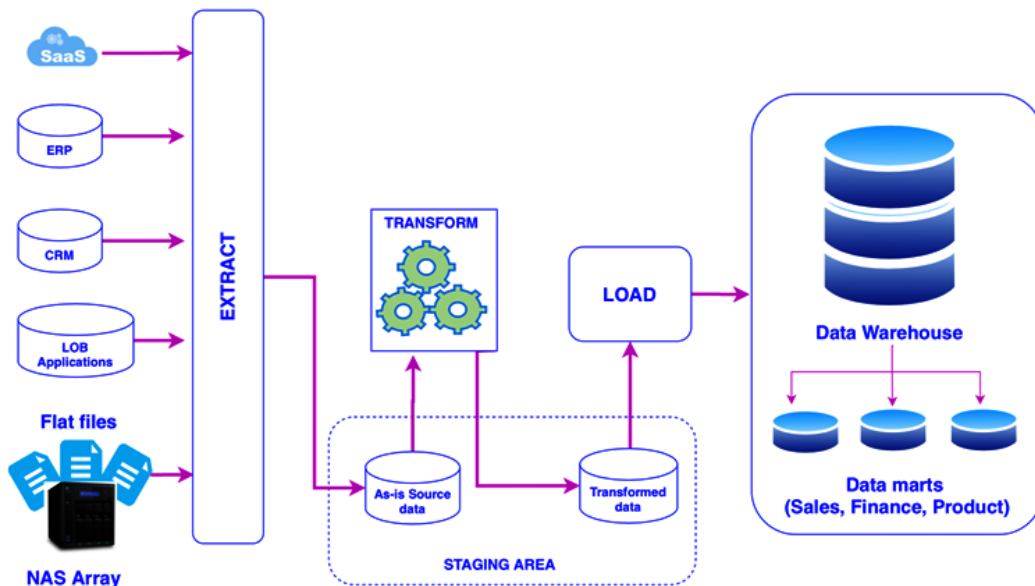 SaaS
ERP
CRM
LOB
Applications
Flat files
NAS Array
EXTRACT
TRANSFORM
As-is Source
data
Transformed
data
STAGING AREA
LOAD
Data Warehouse
Data marts
(Sales, Finance, Product)